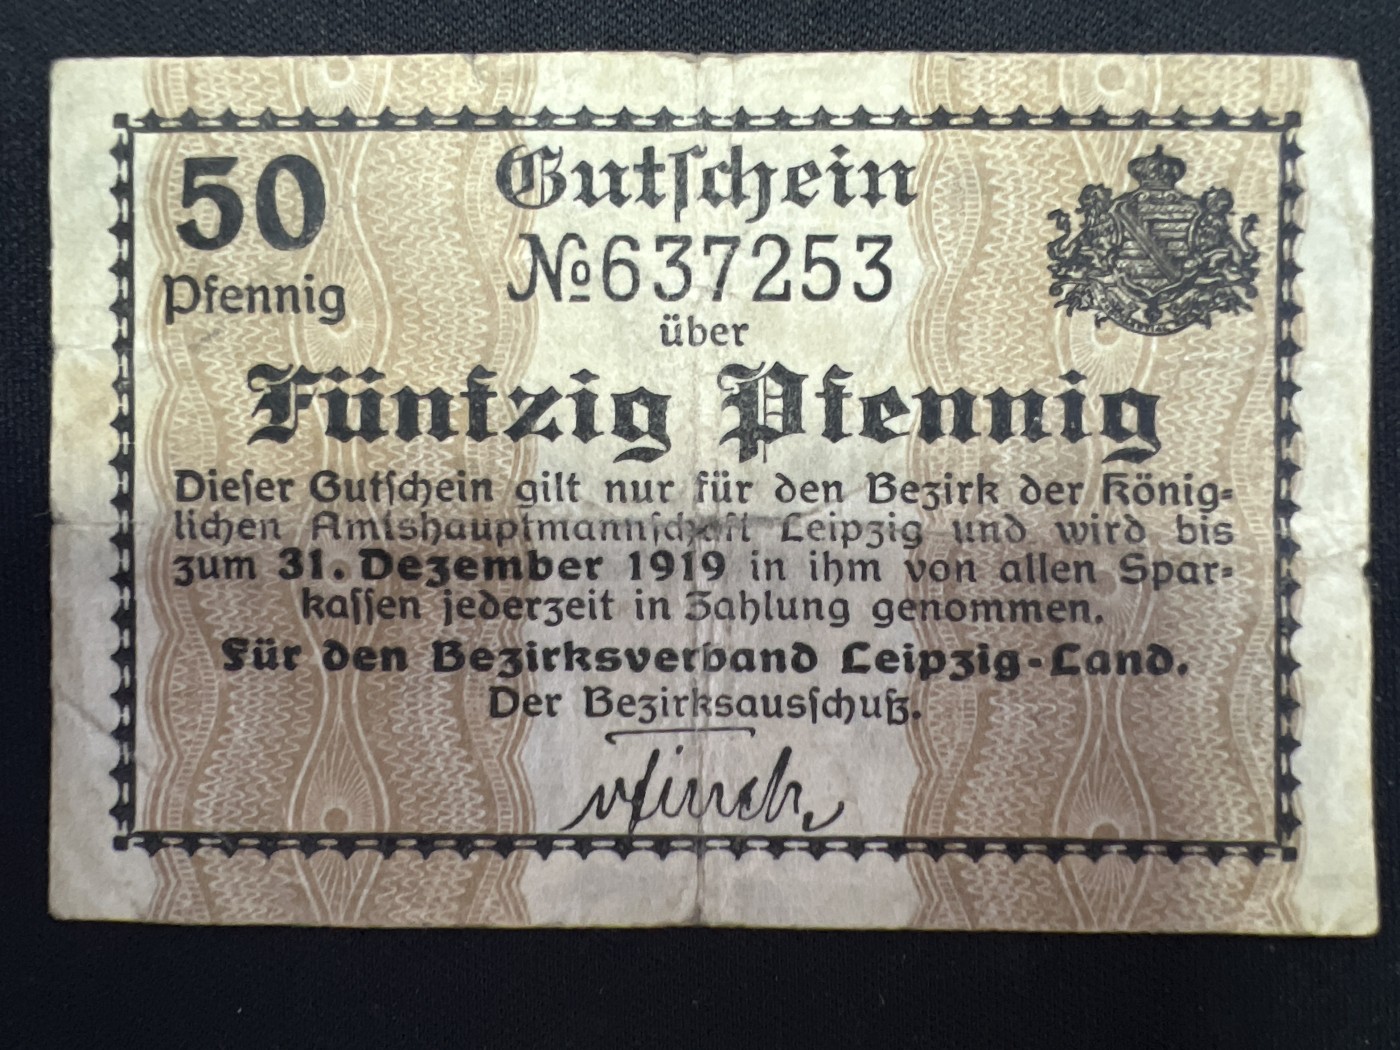 50
Pfennig
Gutſchein
№637253
über
Fünfzig Pfennig
Dieſer Gutſchein gilt nur für den Bezirk der König-
lichen Amtshauptmannſchaft Leipzig und wird bis
zum 31. Dezember 1919 in ihm von allen Spar-
kaſſen jederzeit in Zahlung genommen.
Für den Bezirksverband Leipzig-Land.
Der Bezirksausſchuß.